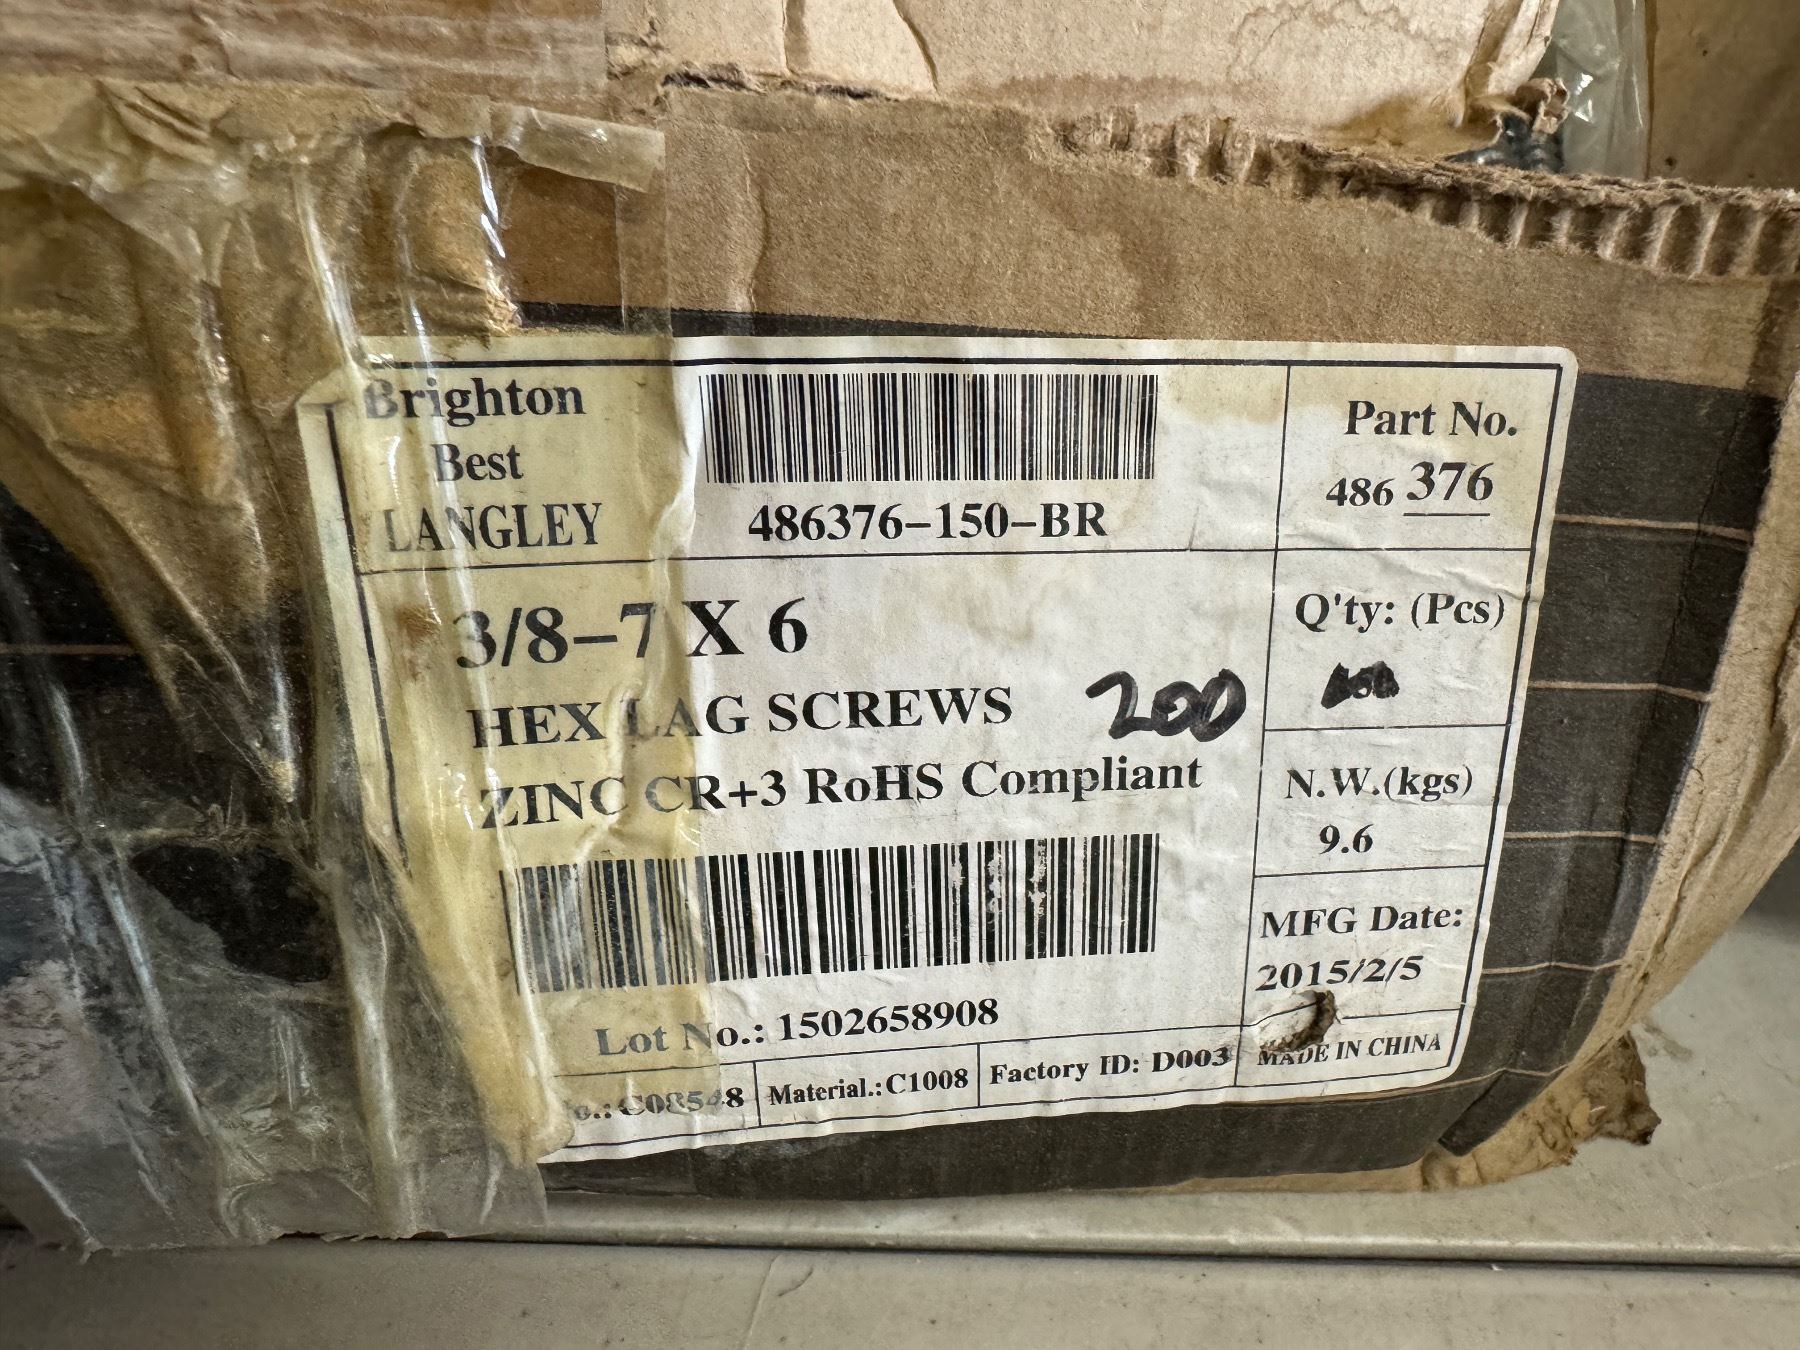 Brighton
Best
LANGLEY
486376-150-BR
Part No.
486 376
3/8-7 X 6
HEX LAG SCREWS
200
ZINC CR+3 RoHS Compliant
Q'ty: (Pcs)
N.W.(kgs)
9.6
MFG Date:
2015/2/5
Lot No.: 1502658908
Material.: C1008
Factory ID: D003
MADE IN CHINA